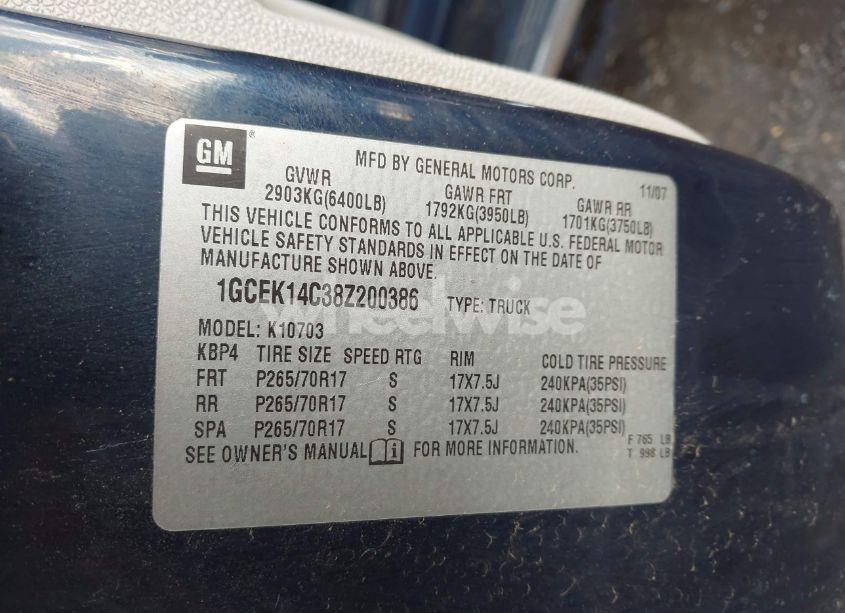 GM ®
MFD BY GENERAL MOTORS CORP. 11/07
GVWR GAWR FRT GAWR RR
2903KG(6400LB) 1792KG(3950LB) 1701KG(3750LB)
THIS VEHICLE CONFORMS TO ALL APPLICABLE U.S. FEDERAL MOTOR
VEHICLE SAFETY STANDARDS IN EFFECT ON THE DATE OF
MANUFACTURE SHOWN ABOVE.
1GCEK14C38Z200386 TYPE: TRUCK
wheelwise
MODEL: K10703
KBP4 TIRE SIZE SPEED RTG RIM COLD TIRE PRESSURE
FRT P265/70R17 S 17X7.5J 240KPA(35PSI)
RR P265/70R17 S 17X7.5J 240KPA(35PSI)
SPA P265/70R17 S 17X7.5J 240KPA(35PSI)
SEE OWNER'S MANUAL FOR MORE INFORMATION.
F 765 LB
T 998 LB